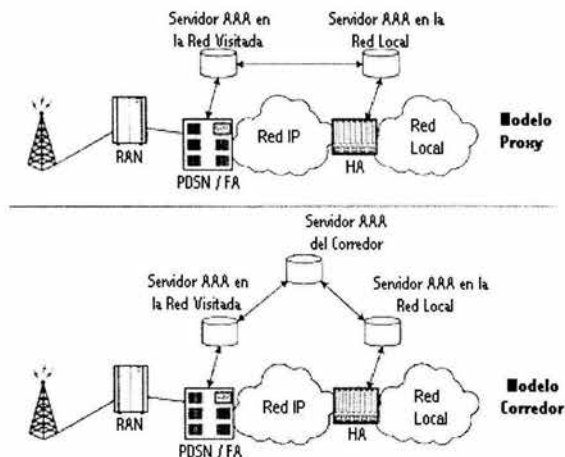 Servidor AAA en
la Red Visitada
Servidor AAA en la
Red Local
RAN
PDSN / FA
Red IP
HA
Red
Local
Modelo
Proxy
Servidor AAA
del Corredor
Servidor AAA en
la Red Visitada
Servidor AAA en la
Red Local
RAN
PDSN / FA
Red IP
HA
Red
Local
Modelo
Corredor